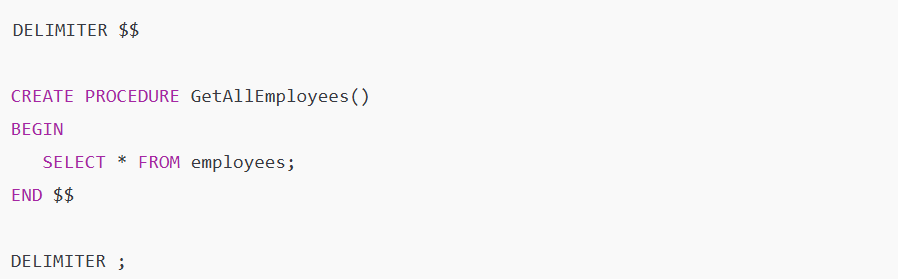 DELIMITER $$
CREATE PROCEDURE GetAllEmployees()
BEGIN
SELECT * FROM employees;
END $$
DELIMITER ;